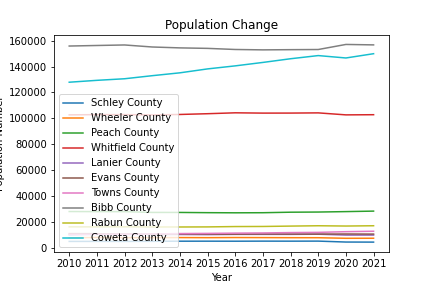 Population Change
160000
140000
120000
100000
80000
60000
40000
20000
0
Schley County
Wheeler County
Peach County
Whitfield County
Lanier County
Evans County
Towns County
Bibb County
Rabun County
Coweta County
2010 2011 2012 2013 2014 2015 2016 2017 2018 2019 2020 2021
Year